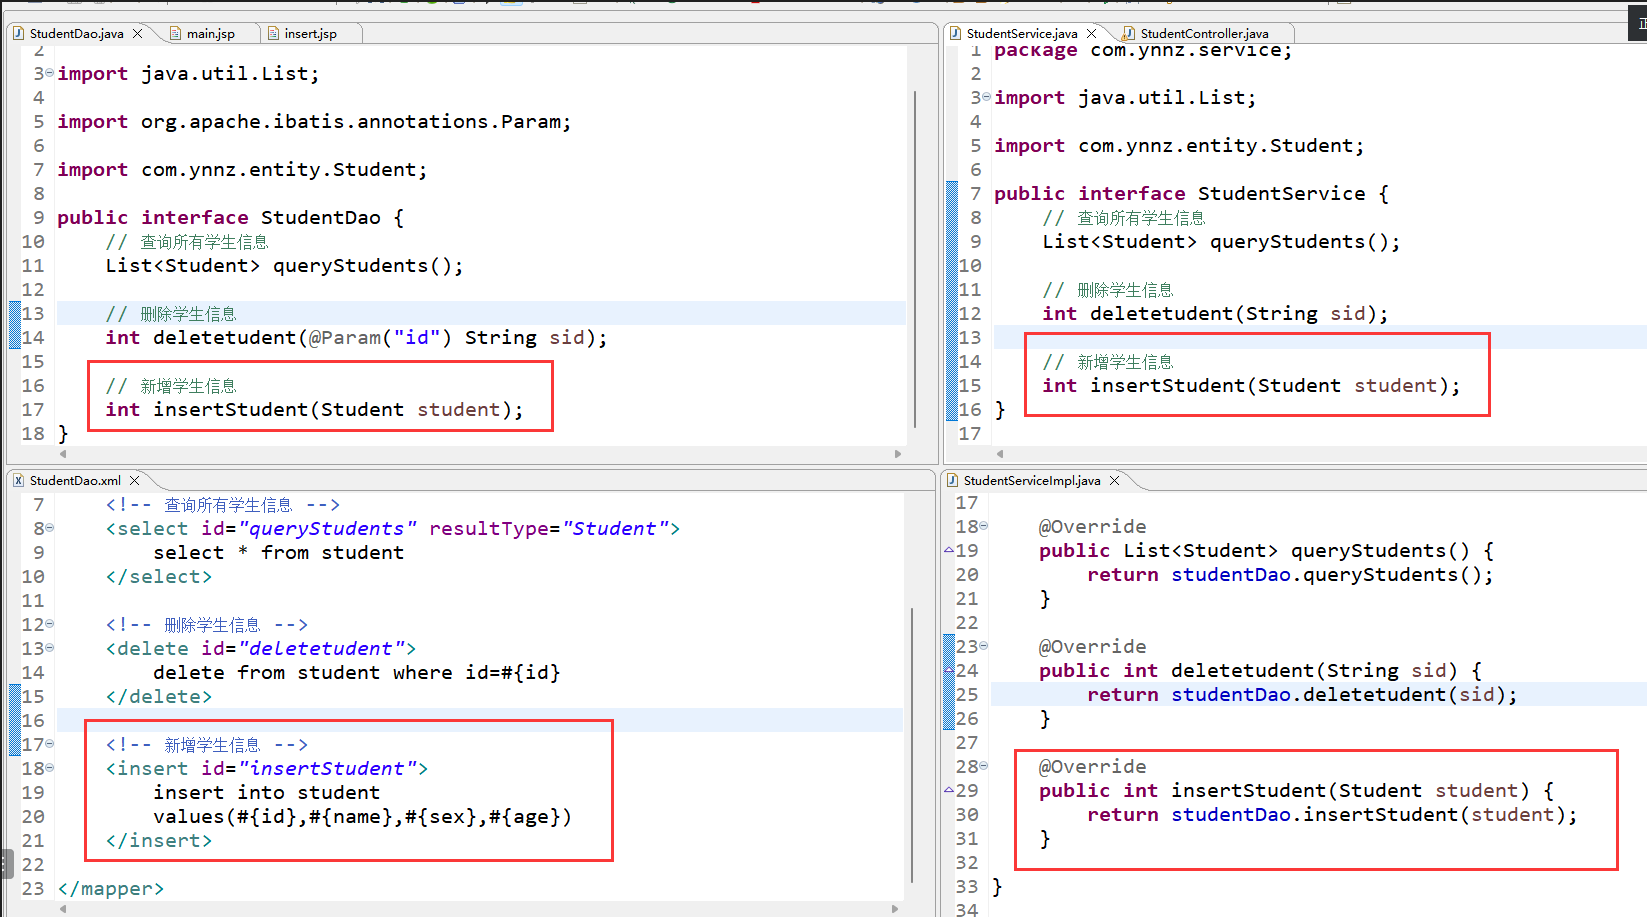 StudentDao.java
main.jsp
insert.jsp
2
3 import java.util.List;
4
5 import org.apache.ibatis.annotations.Param;
6
7 import com.ynnz.entity.Student;
8
9 public interface StudentDao {
10 // 查询所有学生信息
11 List<Student> queryStudents();
12
13 // 删除学生信息
14 int deletetudent(@Param("id") String sid);
15
16 // 新增学生信息
17 int insertStudent(Student student);
18 }
StudentService.java
StudentController.java
1 package com.ynnz.service;
2
3 import java.util.List;
4
5 import com.ynnz.entity.Student;
6
7 public interface StudentService {
8 // 查询所有学生信息
9 List<Student> queryStudents();
10
11 // 删除学生信息
12 int deletetudent(String sid);
13
14 // 新增学生信息
15 int insertStudent(Student student);
16 }
17
StudentDao.xml
7 <!-- 查询所有学生信息 -->
8 <select id="queryStudents" resultType="Student">
9 select * from student
10 </select>
11
12 <!-- 删除学生信息 -->
13 <delete id="deletetudent">
14 delete from student where id=#{id}
15 </delete>
16
17 <!-- 新增学生信息 -->
18 <insert id="insertStudent">
19 insert into student
20 values(#{id},#{name},#{sex},#{age})
21 </insert>
22
23 </mapper>
StudentServiceImpl.java
17
18 @Override
19 public List<Student> queryStudents() {
20 return studentDao.queryStudents();
21 }
22
23 @Override
24 public int deletetudent(String sid) {
25 return studentDao.deletetudent(sid);
26 }
27
28 @Override
29 public int insertStudent(Student student) {
30 return studentDao.insertStudent(student);
31 }
32
33 }
34